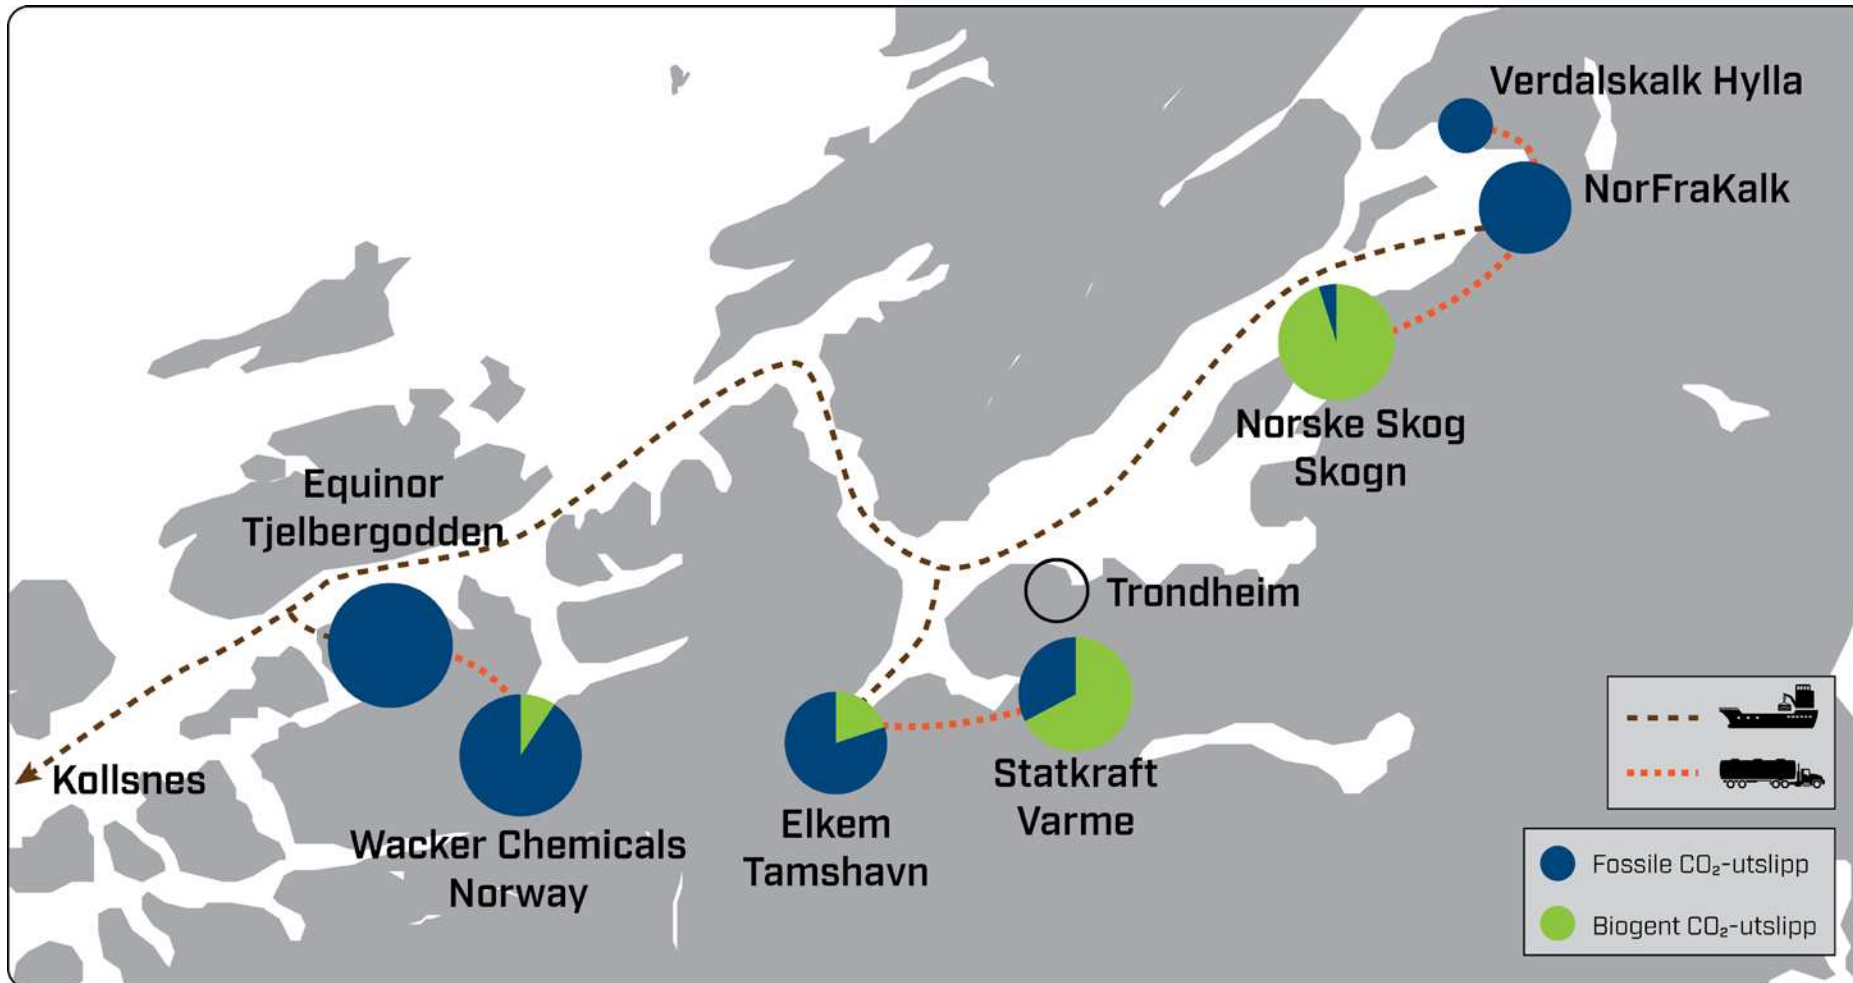 Verdalskalk Hylla
NorFraKalk
Norske Skog
Skogn
Equinor
Tjelbergodden
Trondheim
Kollsnes
Statkraft
Varme
Elkem
Tamshavn
Wacker Chemicals
Norway
Fossile CO₂-utslipp
Biogent CO₂-utslipp